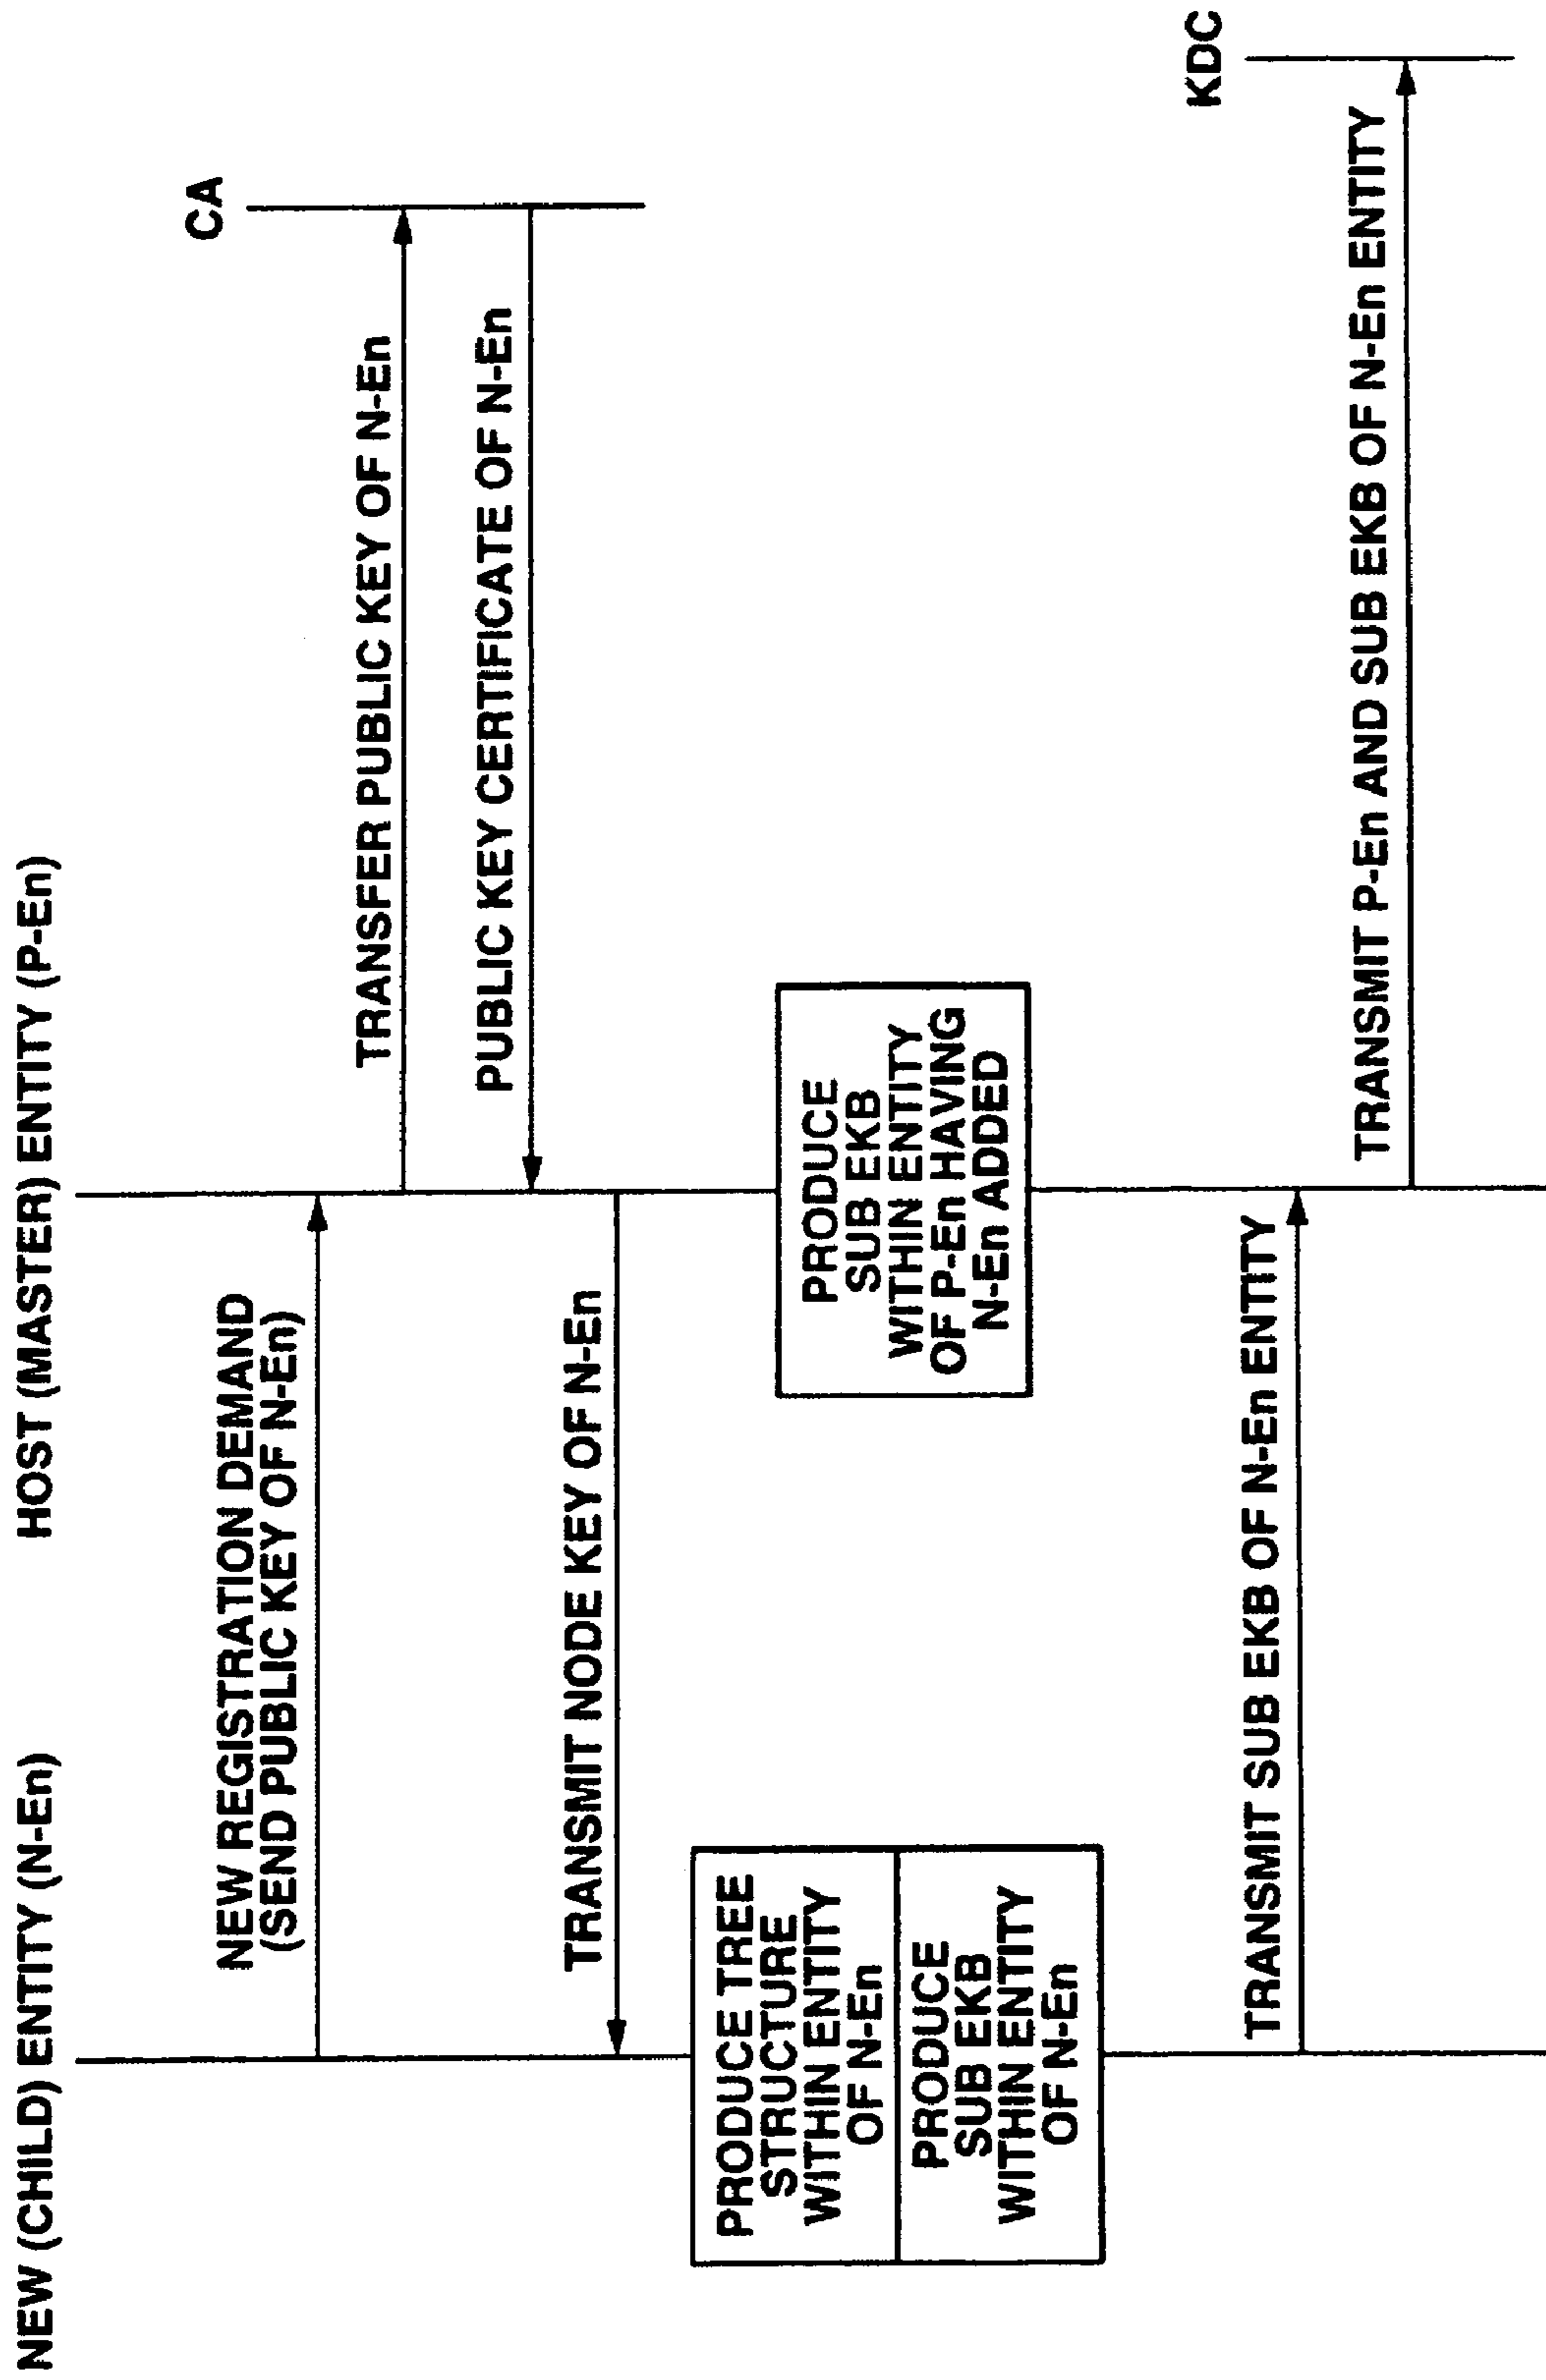 NEW (CHILD) ENTITY (N-En)
HOST (MASTER) ENTITY (P-En)
CA
NEW REGISTRATION DEMAND
(SEND PUBLIC KEY OF N-En)
TRANSFER PUBLIC KEY OF N-En
PUBLIC KEY CERTIFICATE OF N-En
TRANSMIT NODE KEY OF N-En
PRODUCE TREE
STRUCTURE
WITHIN ENTITY
OF N-En
PRODUCE
SUB EKB
WITHIN ENTITY
OF N-En
PRODUCE
SUB EKB
WITHIN ENTITY
OF P-En HAVING
N-En ADDED
KDC
TRANSMIT SUB EKB OF N-En ENTITY
TRANSMIT P-En AND SUB EKB OF N-En ENTITY